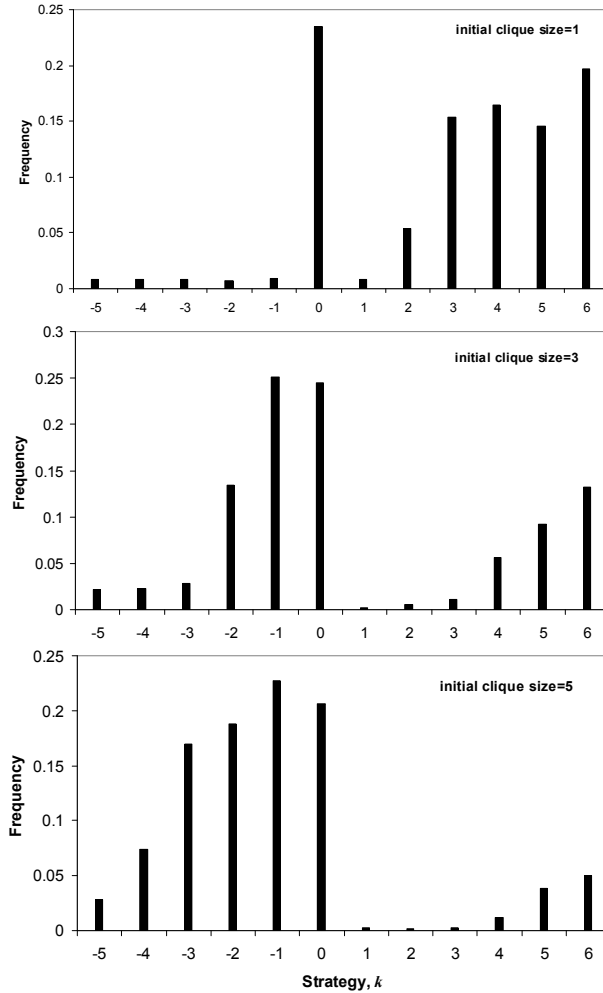 0.25
initial clique size=1
0.2
0.15
Frequency
0.1
0.05
0
-5 -4 -3 -2 -1 0 1 2 3 4 5 6
0.3
initial clique size=3
0.25
0.2
Frequency
0.15
0.1
0.05
0
-5 -4 -3 -2 -1 0 1 2 3 4 5 6
0.25
initial clique size=5
0.2
0.15
Frequency
0.1
0.05
0
-5 -4 -3 -2 -1 0 1 2 3 4 5 6
Strategy, k